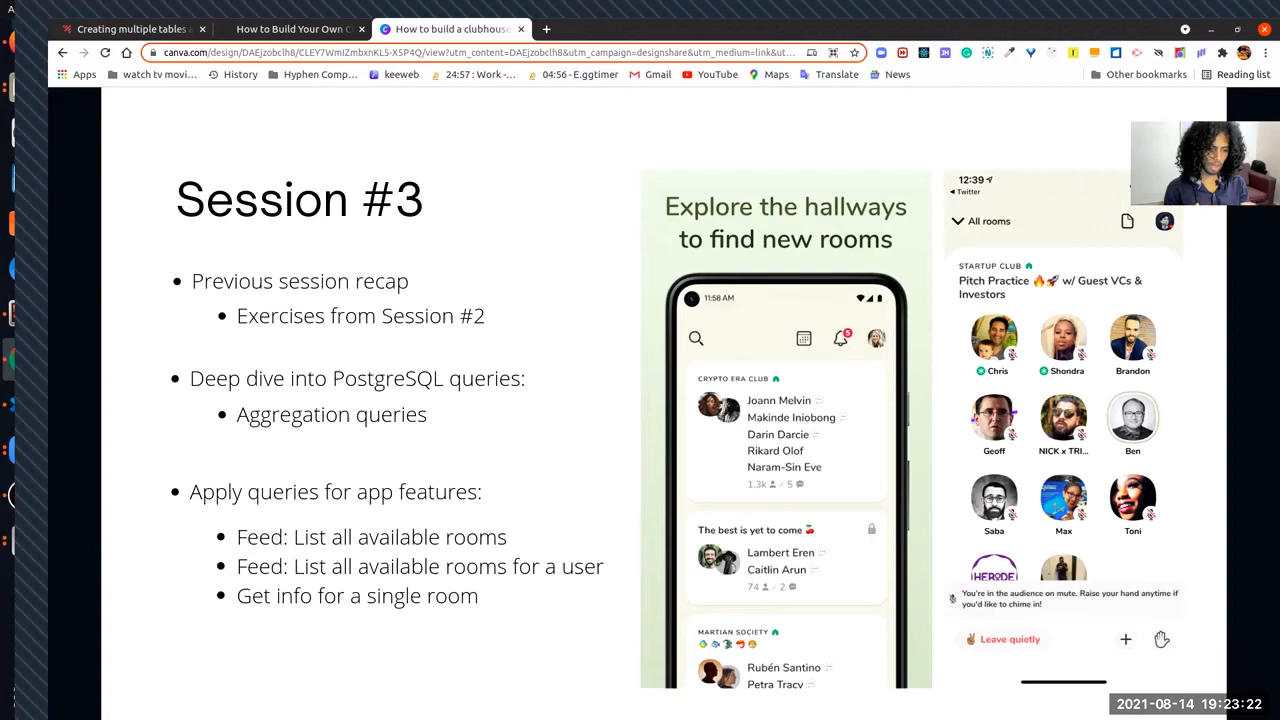 Creating multiple tables a
How to Build Your Own C
How to build a clubhouse
canva.com/design/DAEjzobclh8/CLEY7WmIZmbxnKL5-X5P4Q/view?utm_content=DAEjzobclh8&utm_campaign=designshare&utm_medium=link&ut...
Apps
watch tv movi...
History
Hyphen Comp...
keeweb
24:57 : Work -...
04:56 - E.ggtimer
Gmail
YouTube
Maps
Translate
News
Other bookmarks
Reading list
Session #3
Previous session recap
Exercises from Session #2
Deep dive into PostgreSQL queries:
Aggregation queries
Apply queries for app features:
Feed: List all available rooms
Feed: List all available rooms for a user
Get info for a single room
Explore the hallways
to find new rooms
11:58 AM
5
CRYPTO ERA CLUB
Joann Melvin
Makinde Iniobong
Darin Darcie
Rikard Olof
Naram-Sin Eve
1.3k / 5
The best is yet to come
Lambert Eren
Caitlin Arun
74 / 2
MARTIAN SOCIETY
Rubén Santino
Petra Tracy
12:39
Twitter
All rooms
STARTUP CLUB
Pitch Practice 🔥🚀 w/ Guest VCs &
Investors
Chris
Shondra
Brandon
Geoff
NICK x TRI...
Ben
Saba
Max
Toni
HERODE
You're in the audience on mute. Raise your hand anytime if
you'd like to chime in!
Leave quietly
2021-08-14 19:23:22